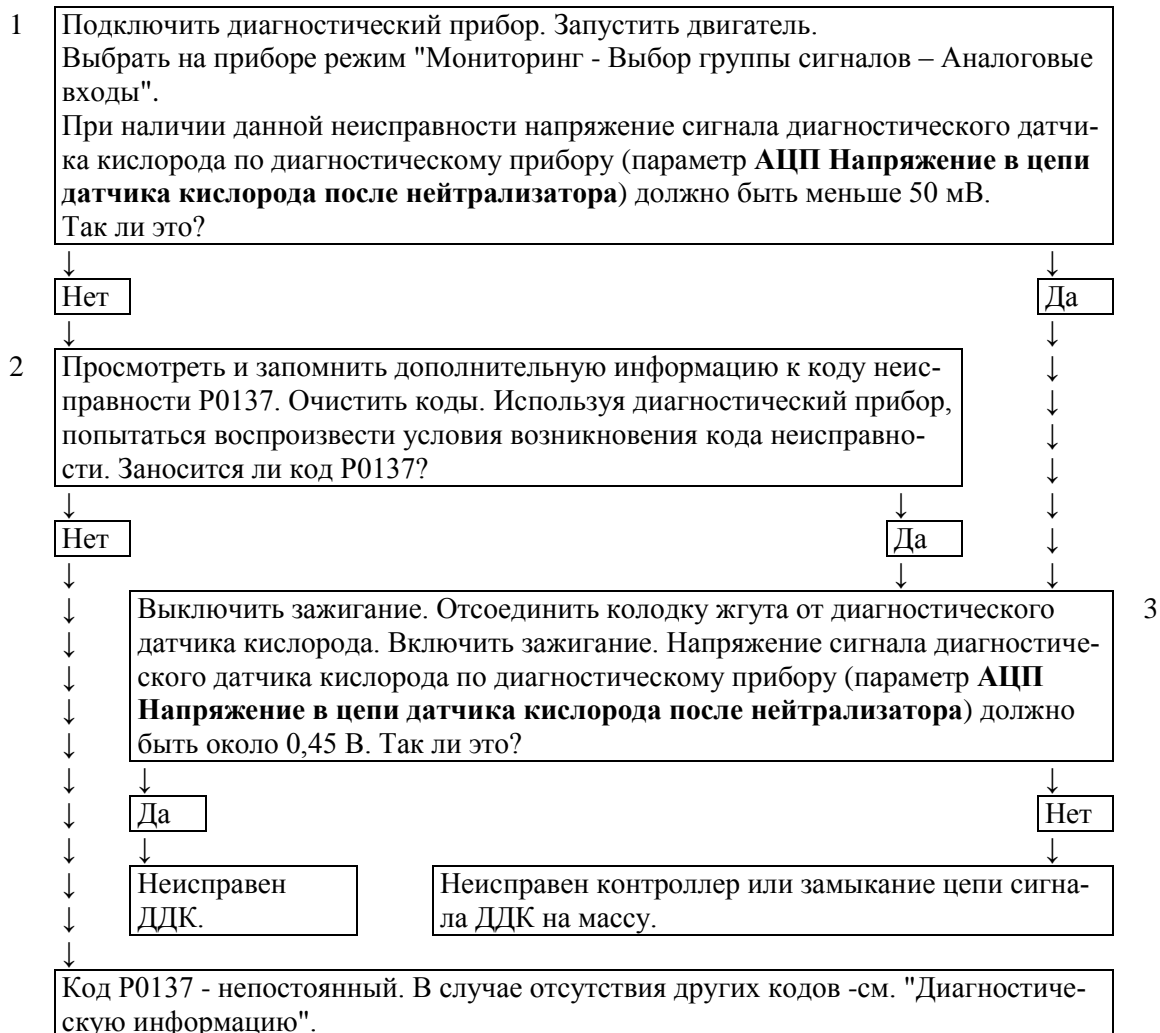 1 Подключить диагностический прибор. Запустить двигатель.
Выбрать на приборе режим "Мониторинг - Выбор группы сигналов – Аналоговые
входы".
При наличии данной неисправности напряжение сигнала диагностического датчи-
ка кислорода по диагностическому прибору (параметр АЦП Напряжение в цепи
датчика кислорода после нейтрализатора) должно быть меньше 50 мВ.
Так ли это?
↓ ↓
Нет Да
↓ ↓
2 Просмотреть и запомнить дополнительную информацию к коду неис- ↓
правности Р0137. Очистить коды. Используя диагностический прибор, ↓
попытаться воспроизвести условия возникновения кода неисправно- ↓
сти. Заносится ли код Р0137? ↓
↓ ↓ ↓
Нет Да ↓
↓ ↓ ↓
↓ Выключить зажигание. Отсоединить колодку жгута от диагностического 3
↓ датчика кислорода. Включить зажигание. Напряжение сигнала диагностиче-
↓ ского датчика кислорода по диагностическому прибору (параметр АЦП
↓ Напряжение в цепи датчика кислорода после нейтрализатора) должно
↓ быть около 0,45 В. Так ли это?
↓ ↓ ↓
↓ Да Нет
↓ ↓ ↓
↓ Неисправен Неисправен контроллер или замыкание цепи сигна-
↓ ДДК. ла ДДК на массу.
↓
Код Р0137 - непостоянный. В случае отсутствия других кодов -см. "Диагностиче-
скую информацию".